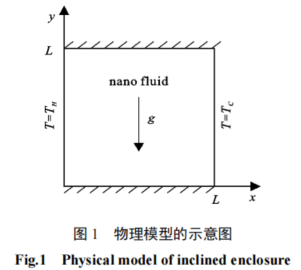 y
L
nano fluid
T=T_H
g
T=T_C
L
x
图 1 物理模型的示意图
Fig.1 Physical model of inclined enclosure